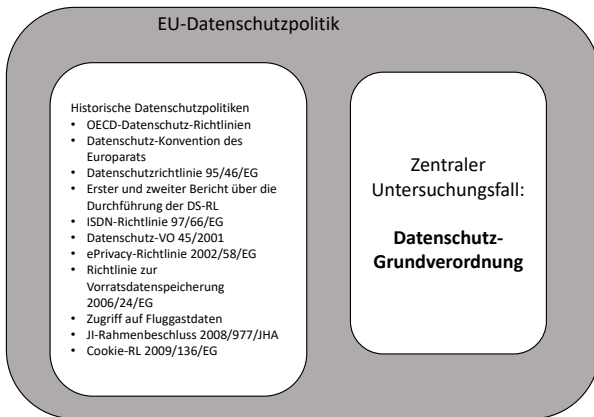 EU-Datenschutzpolitik
Historische Datenschutzpolitiken
• OECD-Datenschutz-Richtlinien
• Datenschutz-Konvention des
Europarats
• Datenschutzrichtlinie 95/46/EG
• Erster und zweiter Bericht über die
Durchführung der DS-RL
• ISDN-Richtlinie 97/66/EG
• Datenschutz-VO 45/2001
• ePrivacy-Richtlinie 2002/58/EG
• Richtlinie zur
Vorratsdatenspeicherung
2006/24/EG
• Zugriff auf Fluggastdaten
• JI-Rahmenbeschluss 2008/977/JHA
• Cookie-RL 2009/136/EG
Zentraler
Untersuchungsfall:
Datenschutz-
Grundverordnung